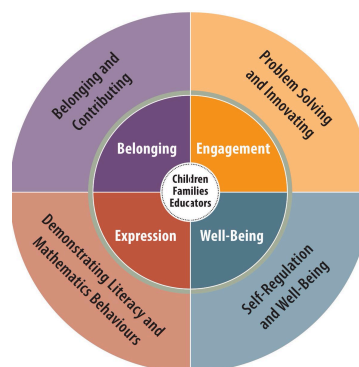 Belonging and
Contributing
Problem Solving
and Innovating
Belonging
Engagement
Children
Families
Educators
Expression
Well-Being
Demonstrating Literacy and
Mathematics Behaviours
Self-Regulation
and Well-Being